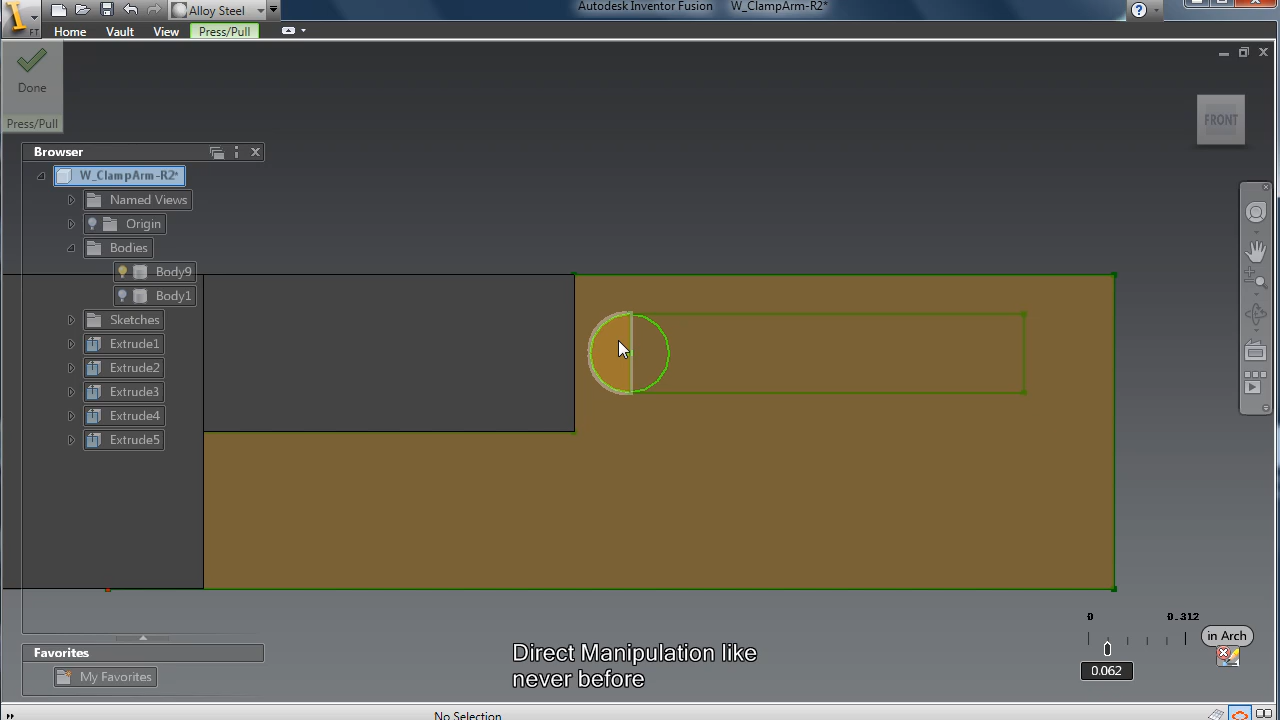 Alloy Steel
Autodesk Inventor Fusion W_ClampArm-R2*
FT
Home Vault View Press/Pull
Done
Press/Pull
FRONT
Browser
W_ClampArm-R2*
Named Views
Origin
Bodies
Body9
Body1
Sketches
Extrude1
Extrude2
Extrude3
Extrude4
Extrude5
0 0.312
in Arch
0.062
Favorites
My Favorites
Direct Manipulation like
never before
No Selection